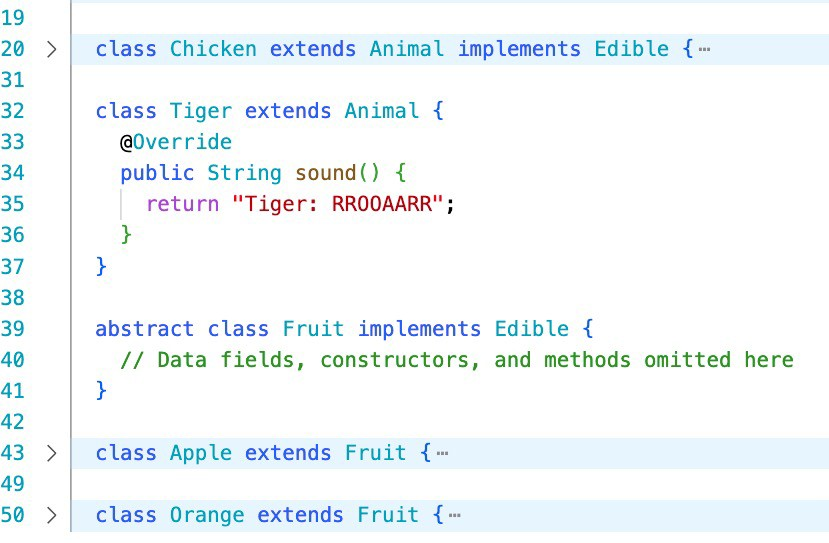 19
20 > class Chicken extends Animal implements Edible { ⋯
31
32 class Tiger extends Animal {
33 @Override
34 public String sound() {
35 return "Tiger: RROOAARR";
36 }
37 }
38
39 abstract class Fruit implements Edible {
40 // Data fields, constructors, and methods omitted here
41 }
42
43 > class Apple extends Fruit { ⋯
49
50 > class Orange extends Fruit { ⋯